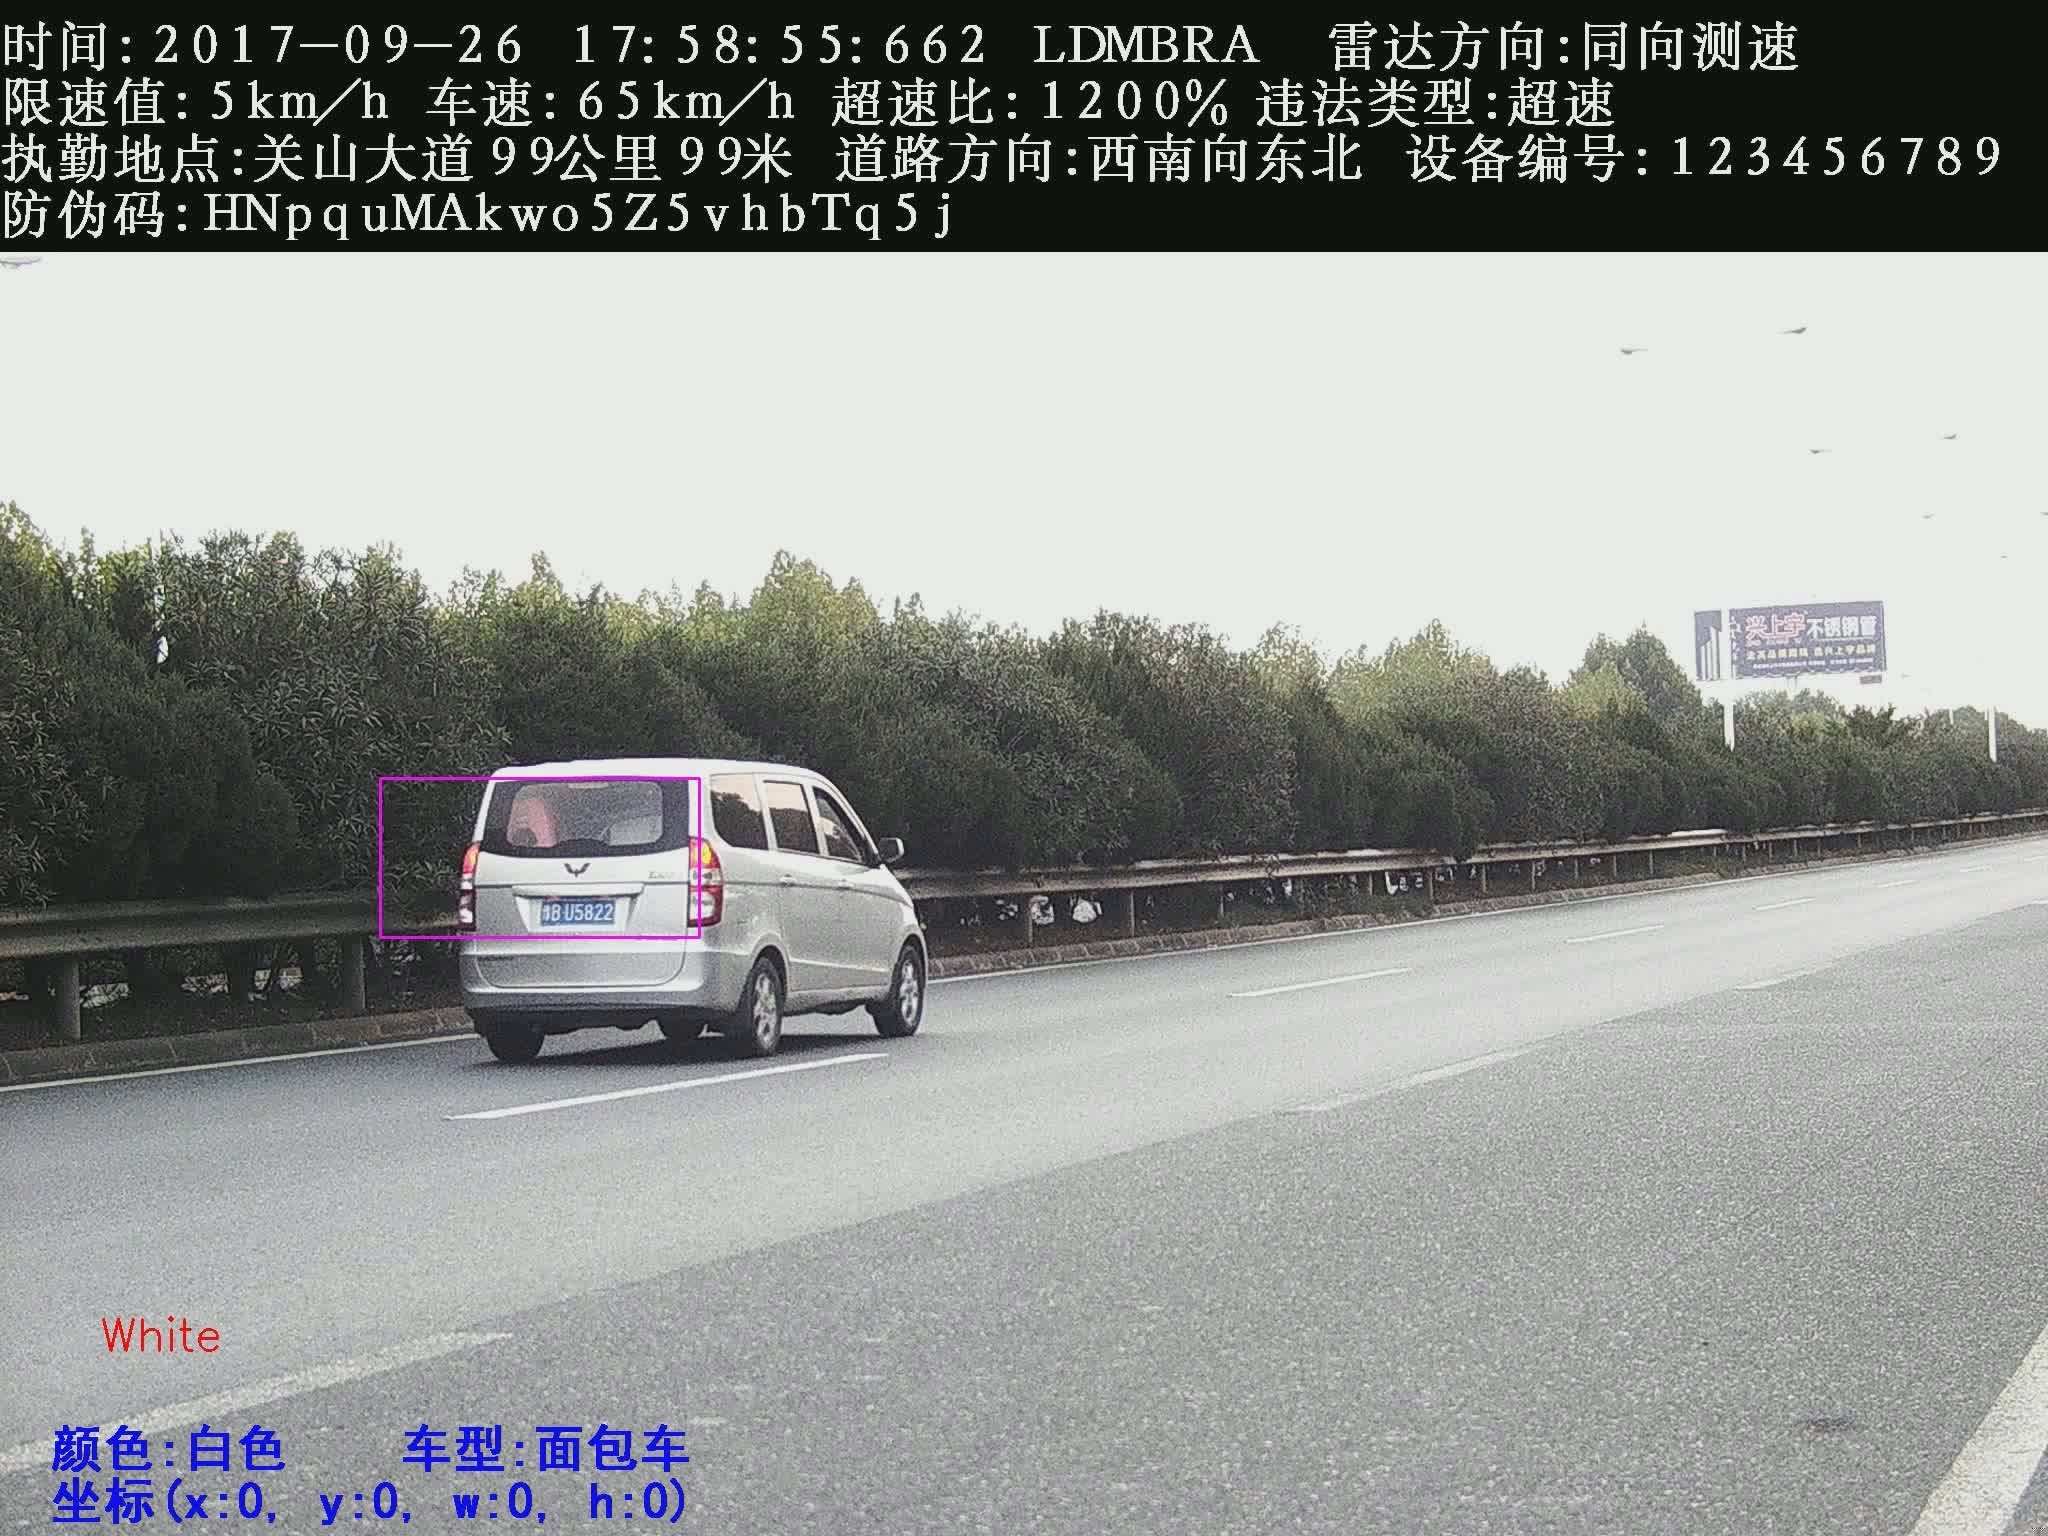 时间:2017-09-26 17:58:55:662 LDMBRA 雷达方向:同向测速
限速值:5km/h 车速:65km/h 超速比:1200% 违法类型:超速
执勤地点:关山大道99公里99米 道路方向:西南向东北 设备编号:123456789
防伪码:HNpquMAkwo5Z5vhbTq5j
兴上宇不锈钢管
B U5822
White
颜色:白色 车型:面包车
坐标(x:0, y:0, w:0, h:0)